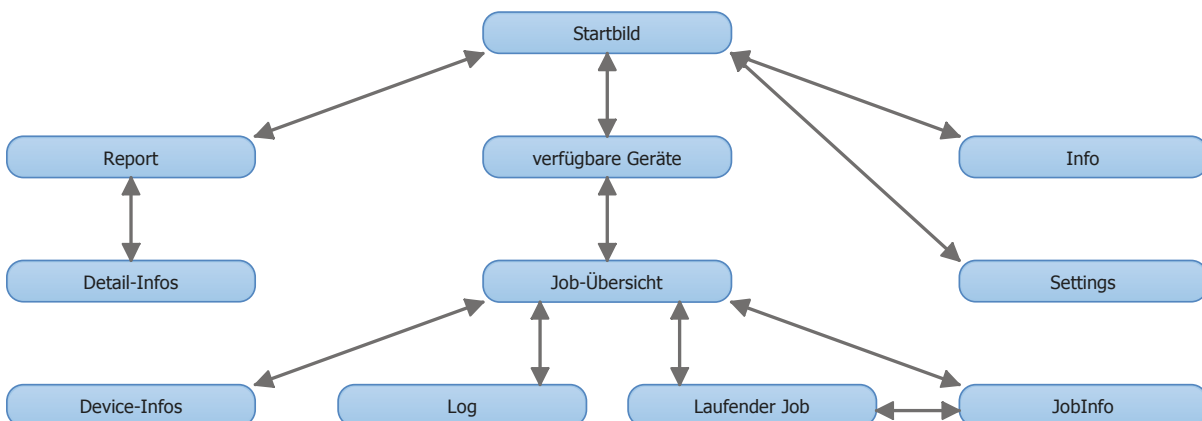 Startbild
Report
verfügbare Geräte
Info
Detail-Infos
Job-Übersicht
Settings
Device-Infos
Log
Laufender Job
JobInfo